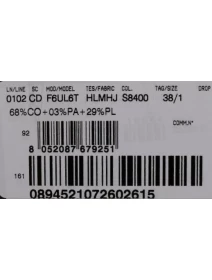 LN/LINE SC MOD/MODEL TES/FABRIC COL. TAG/SIZE DROP
0102 CD F6UL6T HLMHJ S8400 38/1
68%CO+03%PA+29%PL
COMM.N°
92
8 052087 679251
161
0894521072602615